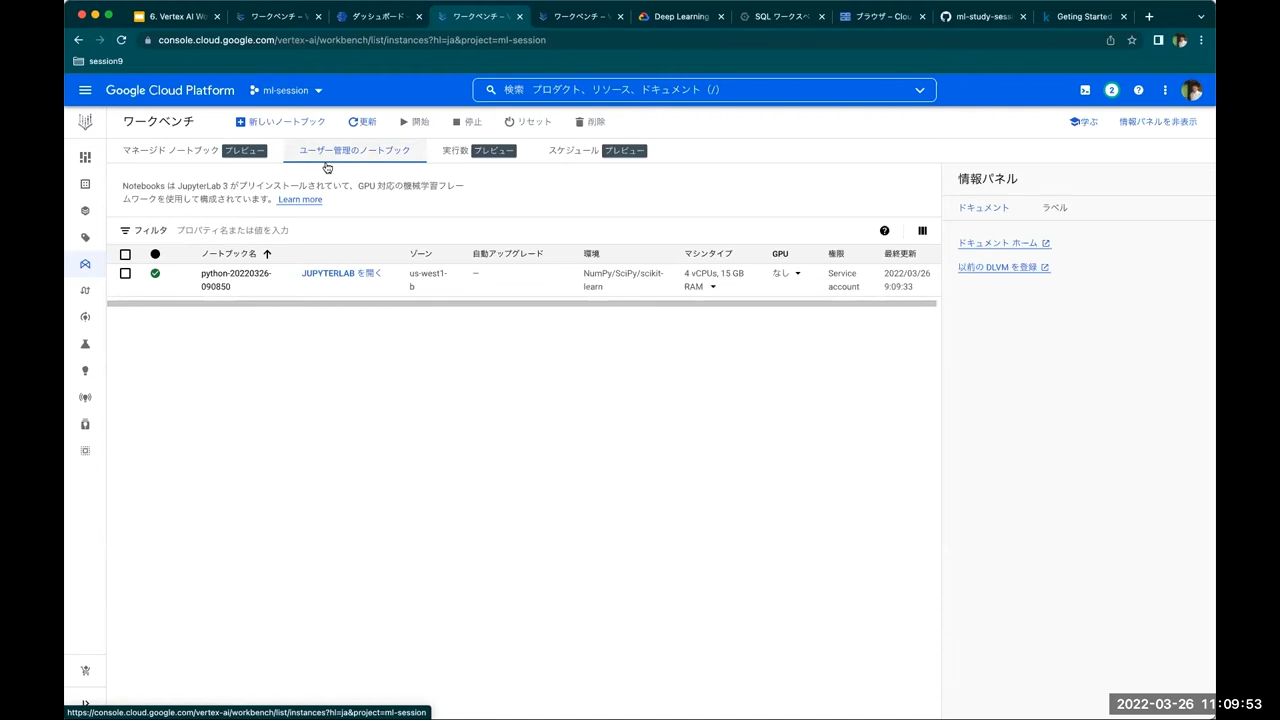 6. Vertex AI Wo
ワークベンチ – V
ダッシュボード -
ワークベンチ – V
ワークベンチ – V
Deep Learning
SQL ワークスペ
ブラウザ – Clou
ml-study-sess
Geting Started
console.cloud.google.com/vertex-ai/workbench/list/instances?hl=ja&project=ml-session
session9
Google Cloud Platform
ml-session
検索 プロダクト、リソース、ドキュメント (/)
2
ワークベンチ
新しいノートブック
更新
開始
停止
リセット
削除
学ぶ
情報パネルを非表示
マネージド ノートブック プレビュー
ユーザー管理のノートブック
実行数 プレビュー
スケジュール プレビュー
情報パネル
Notebooks は JupyterLab 3 がプリインストールされていて、GPU 対応の機械学習フレー
ムワークを使用して構成されています。 Learn more
ドキュメント
ラベル
フィルタ プロパティ名または値を入力
ドキュメント ホーム
以前の DLVM を登録
ノートブック名
ゾーン
自動アップグレード
環境
マシンタイプ
GPU
権限
最終更新
python-20220326-
090850
JUPYTERLAB を開く
us-west1-
b
—
NumPy/SciPy/scikit-
learn
4 vCPUs, 15 GB
RAM
なし
Service
account
2022/03/26
9:09:33
https://console.cloud.google.com/vertex-ai/workbench/list/instances?hl=ja&project=ml-session
2022-03-26 11:09:53